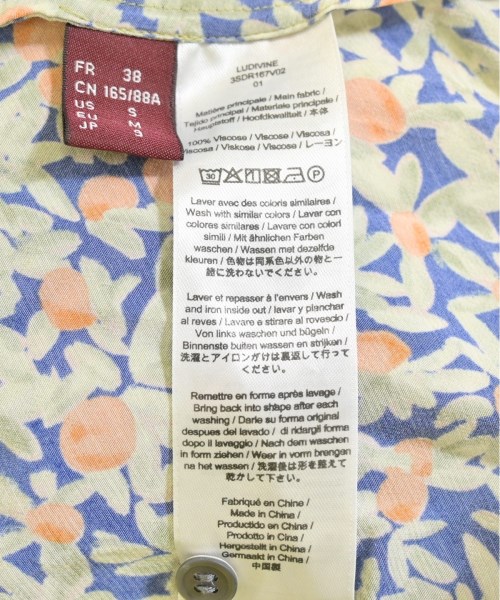 FR 38
CN 165/88A
US S
EU M
JP 9
LUDIVINE
3SDR167V02
01
Matière principale / Main fabric /
Tejido principal / Materiale principale /
Hauptstoff / Hoofdkwaliteit / 本体
100% Viscose / Viscose / Viscosa /
Viscosa / Viskose / Viscose / レーヨン
30
P
Laver avec des coloris similaires /
Wash with similar colors / Lavar con
colores similares / Lavare con colori
simili / Mit ähnlichen Farben
waschen / Wassen met dezelfde
kleuren / 色物は同系色以外の物と一
緒に洗わないでください。
Laver et repasser à l'envers / Wash
and iron inside out / lavar y planchar
al reves / Lavare e stirare al rovescio /
Von links waschen und bügeln /
Binnenste buiten wassen en strijken /
洗濯とアイロンがけは裏返して行って
ください。
Remettre en forme après lavage /
Bring back into shape after each
washing / Darle su forma original
despues del lavado / di ridargli forma
dopo il lavaggio / Nach dem waschen
in form ziehen / Weer in vorm brengen
na het wassen / 洗濯後は形を整えて
乾かして下さい。
Fabriqué en Chine /
Made in China /
Producido en China /
Prodotto in Cina /
Hergestellt in China /
Gemaakt in China /
中国製